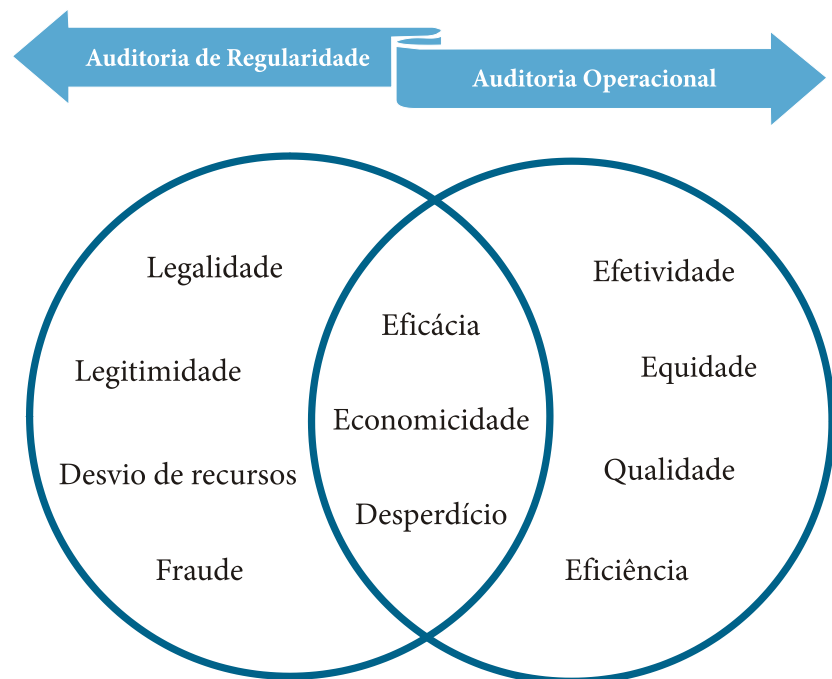 Auditoria de Regularidade
Auditoria Operacional
Legalidade
Legitimidade
Desvio de recursos
Fraude
Eficácia
Economicidade
Desperdício
Efetividade
Equidade
Qualidade
Eficiência